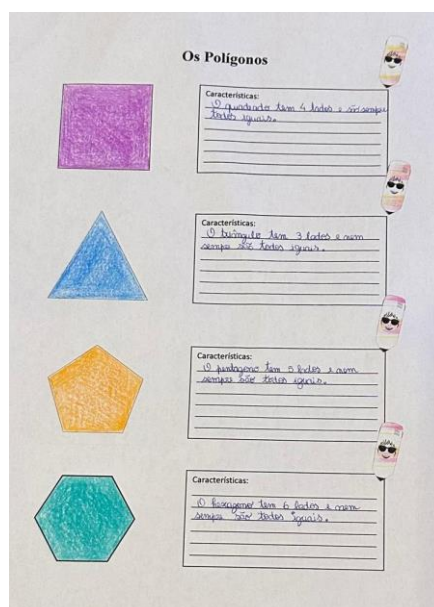 Os Polígonos
Características:
O quadrado tem 4 lados e são sempre
todos iguais.
Características:
O triângulo tem 3 lados e nem
sempre são todos iguais.
Características:
O pentagono tem 5 lados e nem
sempre são todos iguais.
Características:
O hexagono tem 6 lados e nem
sempre são todos iguais.